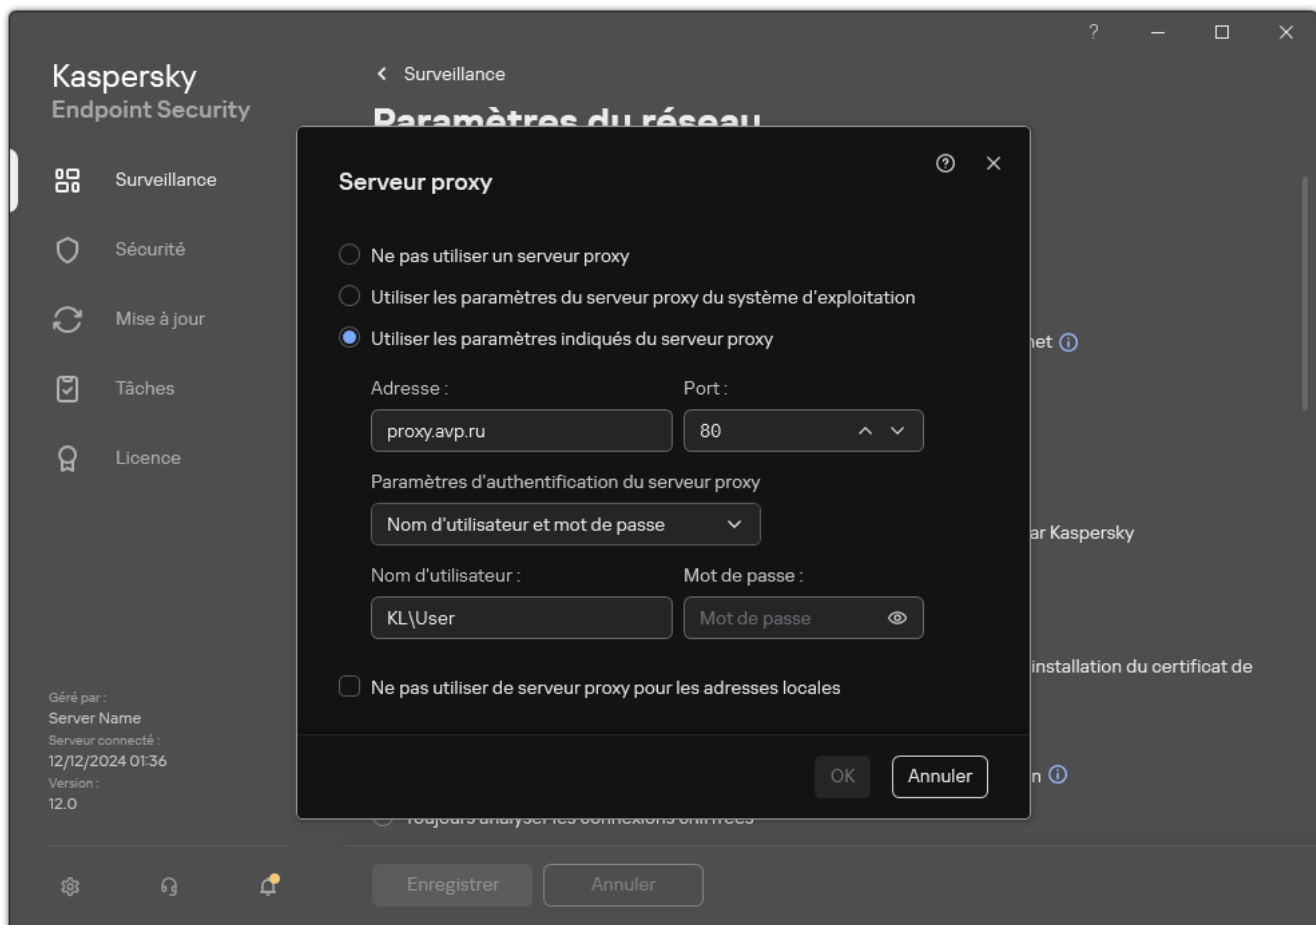 ?
Kaspersky
Endpoint Security
Surveillance
Paramètres du réseau
Surveillance
Sécurité
Mise à jour
Tâches
Licence
Géré par :
Server Name
Serveur connecté :
12/12/2024 01:36
Version :
12.0
Serveur proxy
Ne pas utiliser un serveur proxy
Utiliser les paramètres du serveur proxy du système d'exploitation
Utiliser les paramètres indiqués du serveur proxy
Adresse :
Port :
proxy.avp.ru
80
Paramètres d'authentification du serveur proxy
Nom d'utilisateur et mot de passe
Nom d'utilisateur :
Mot de passe :
KL\User
Mot de passe
Ne pas utiliser de serveur proxy pour les adresses locales
OK
Annuler
net
ar Kaspersky
installation du certificat de
n
Toujours analyser les connexions chiffrées
Enregistrer
Annuler